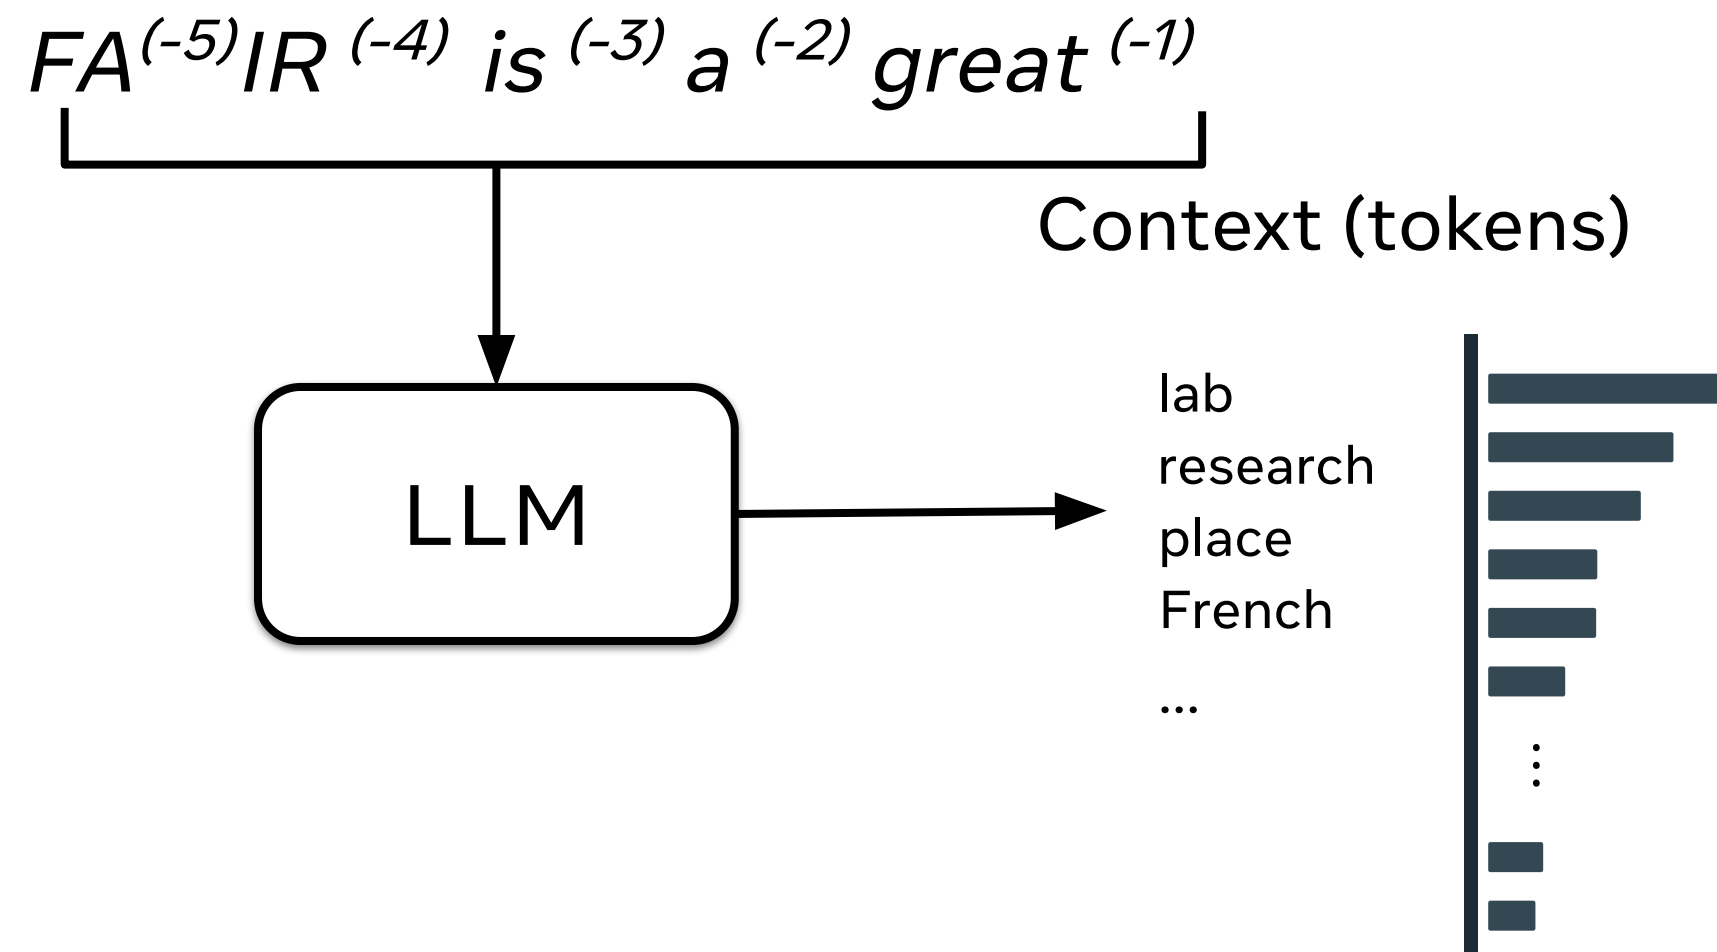 FA(-5)IR (-4) is (-3) a (-2) great (-1)
Context (tokens)
LLM
lab
research
place
French
...
⋮